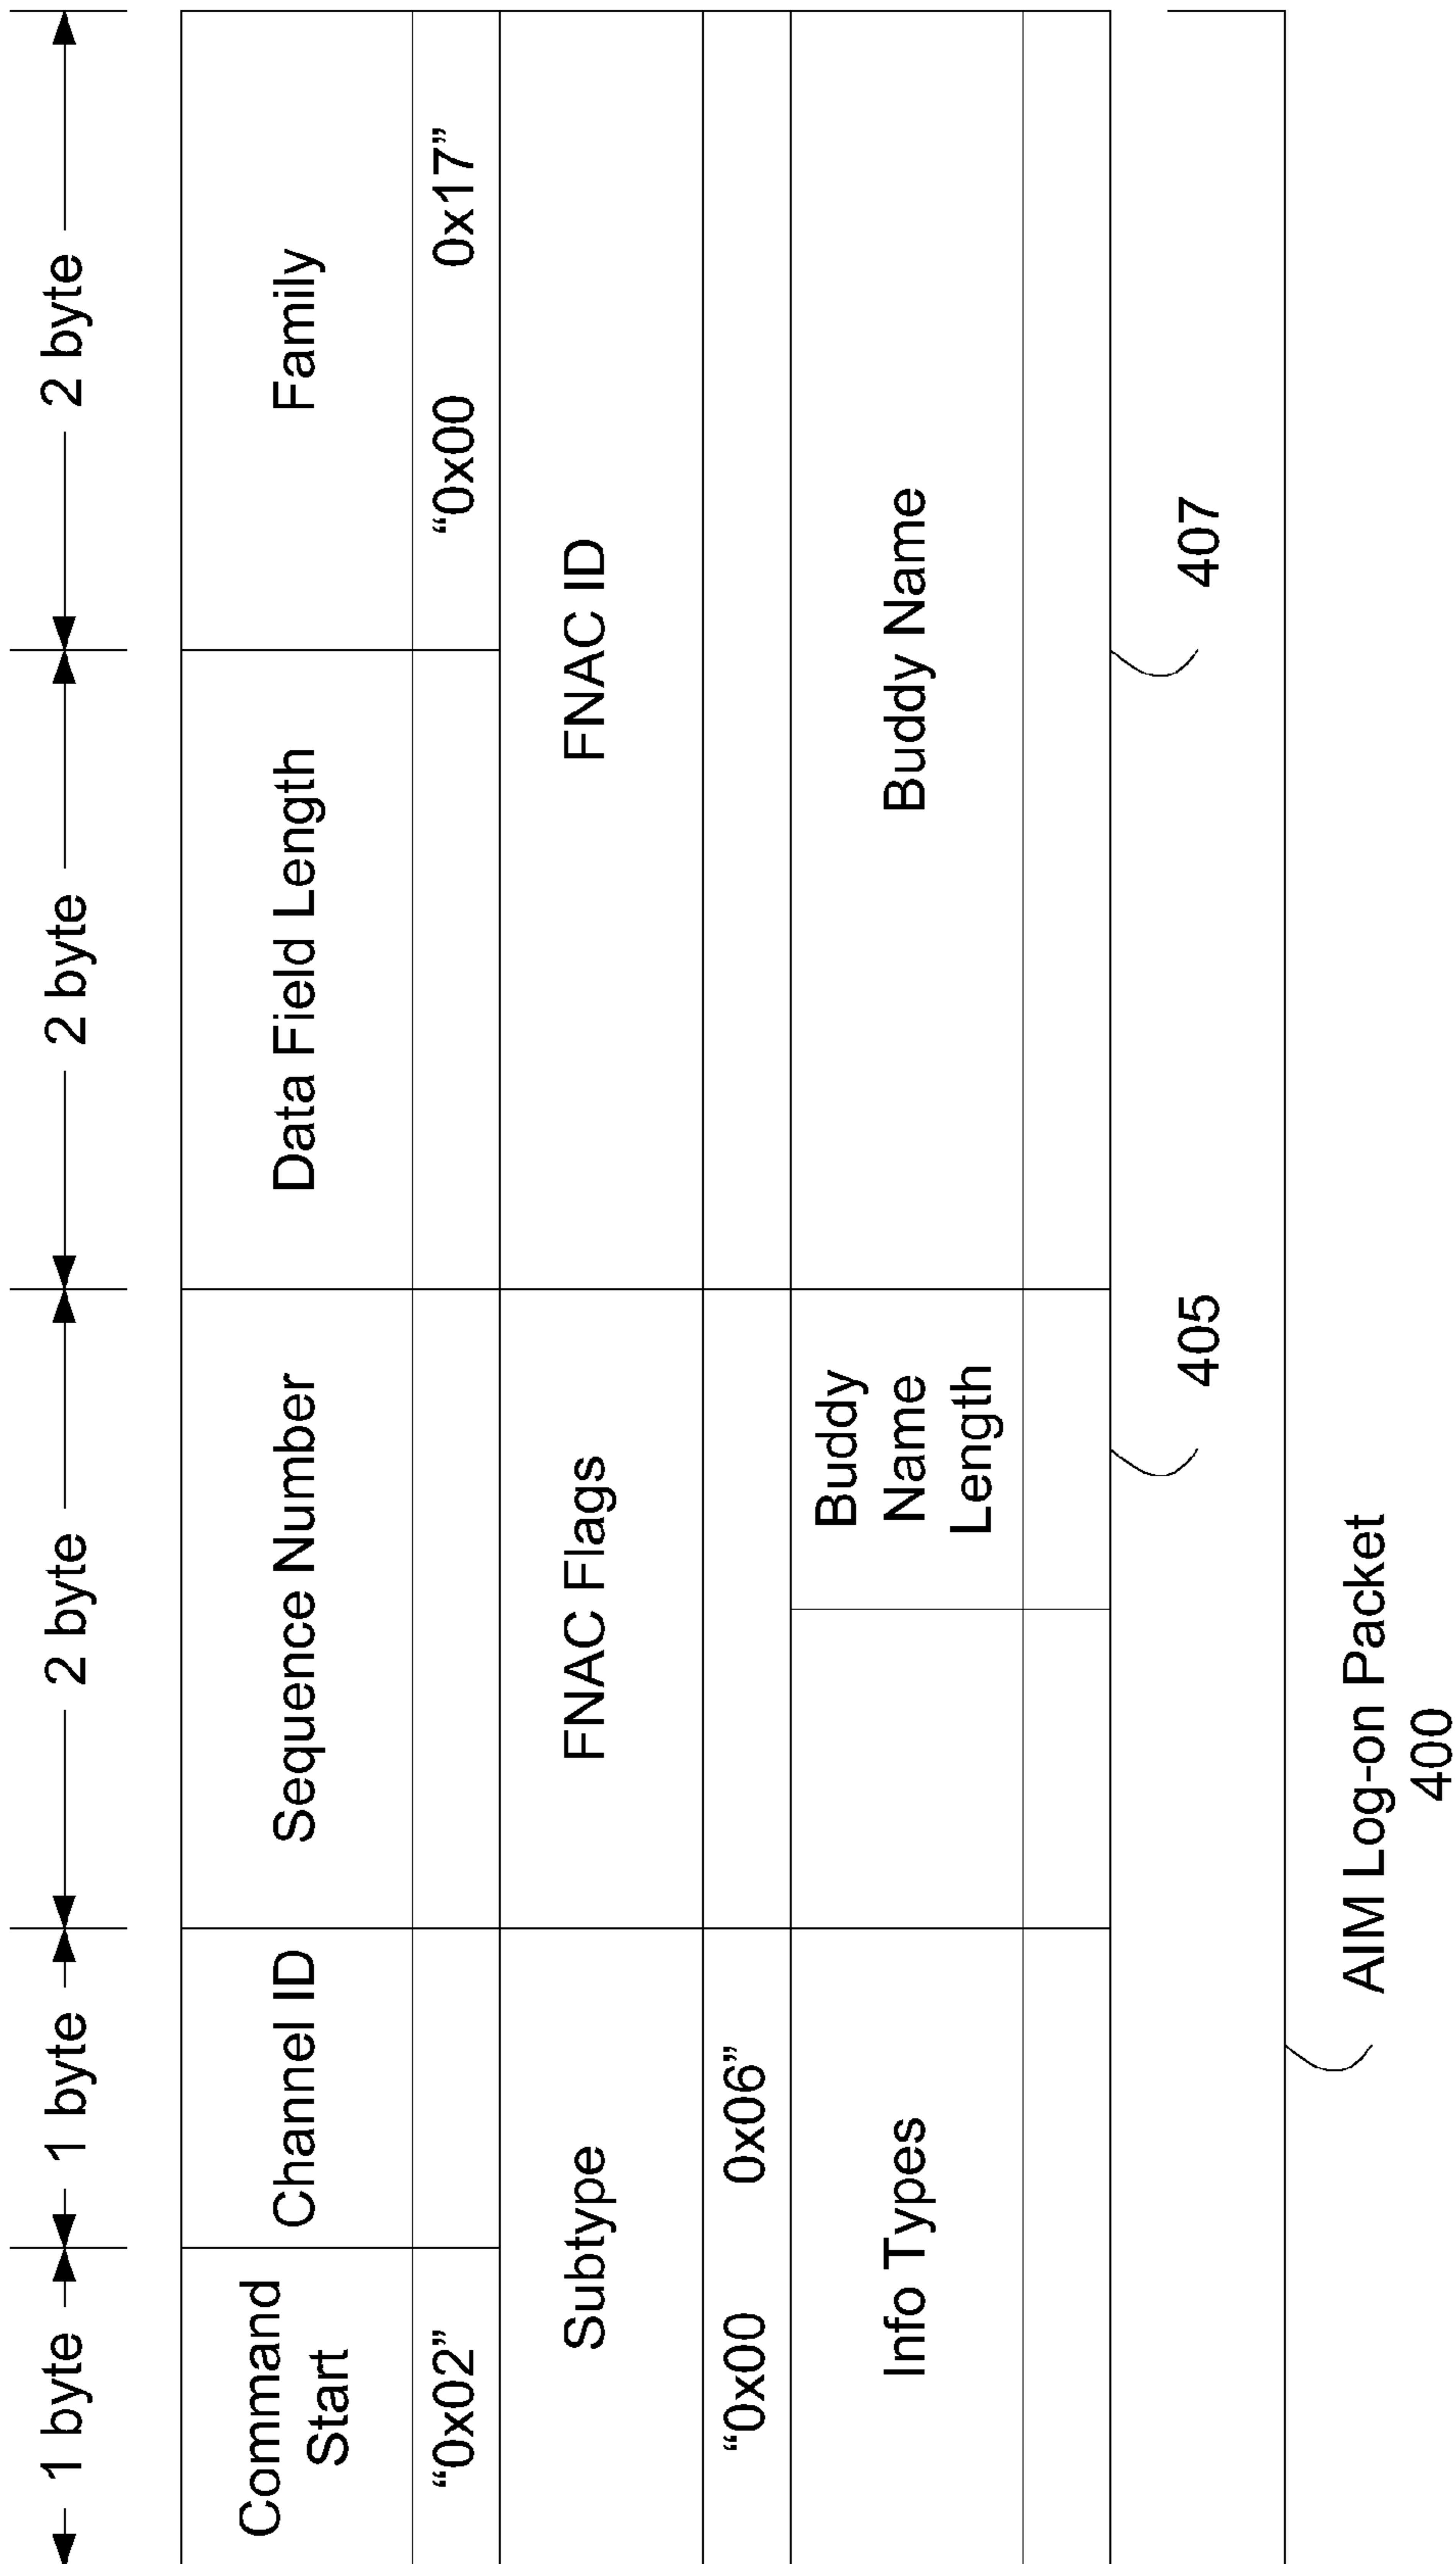 1 byte
1 byte
2 byte
2 byte
2 byte
Command
Start
Channel ID
Sequence Number
Data Field Length
Family
“0x02”
“0x00 0x17”
Subtype
FNAC Flags
FNAC ID
“0x00 0x06”
Info Types
Buddy
Name
Length
Buddy Name
405
407
AIM Log-on Packet
400